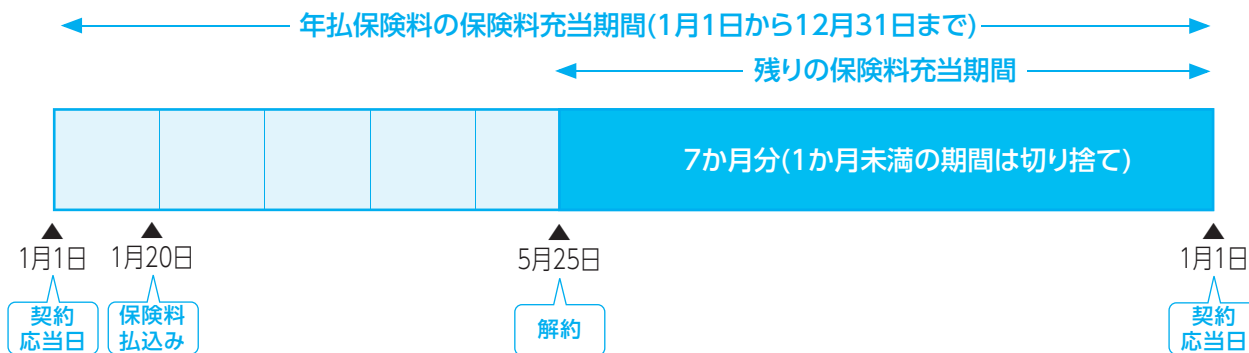 年払保険料の保険料充当期間(1月1日から12月31日まで)
残りの保険料充当期間
7か月分(1か月未満の期間は切り捨て)
1月1日
1月20日
5月25日
1月1日
契約
応当日
保険料
払込み
解約
契約
応当日